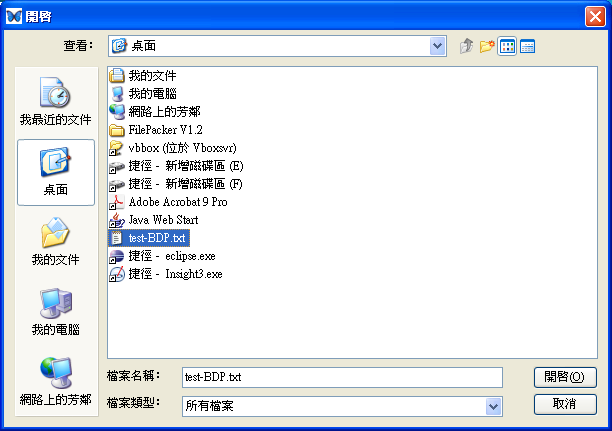 開啓
查看：
桌面
我最近的文件
桌面
我的文件
我的電腦
網路上的芳鄰
我的文件
我的電腦
網路上的芳鄰
FilePacker V1.2
vbbox (位於 Vboxsvr)
捷徑 - 新增磁碟區 (E)
捷徑 - 新增磁碟區 (F)
Adobe Acrobat 9 Pro
Java Web Start
test-BDP.txt
捷徑 - eclipse.exe
捷徑 - Insight3.exe
檔案名稱：
test-BDP.txt
開啓(O)
檔案類型：
所有檔案
取消